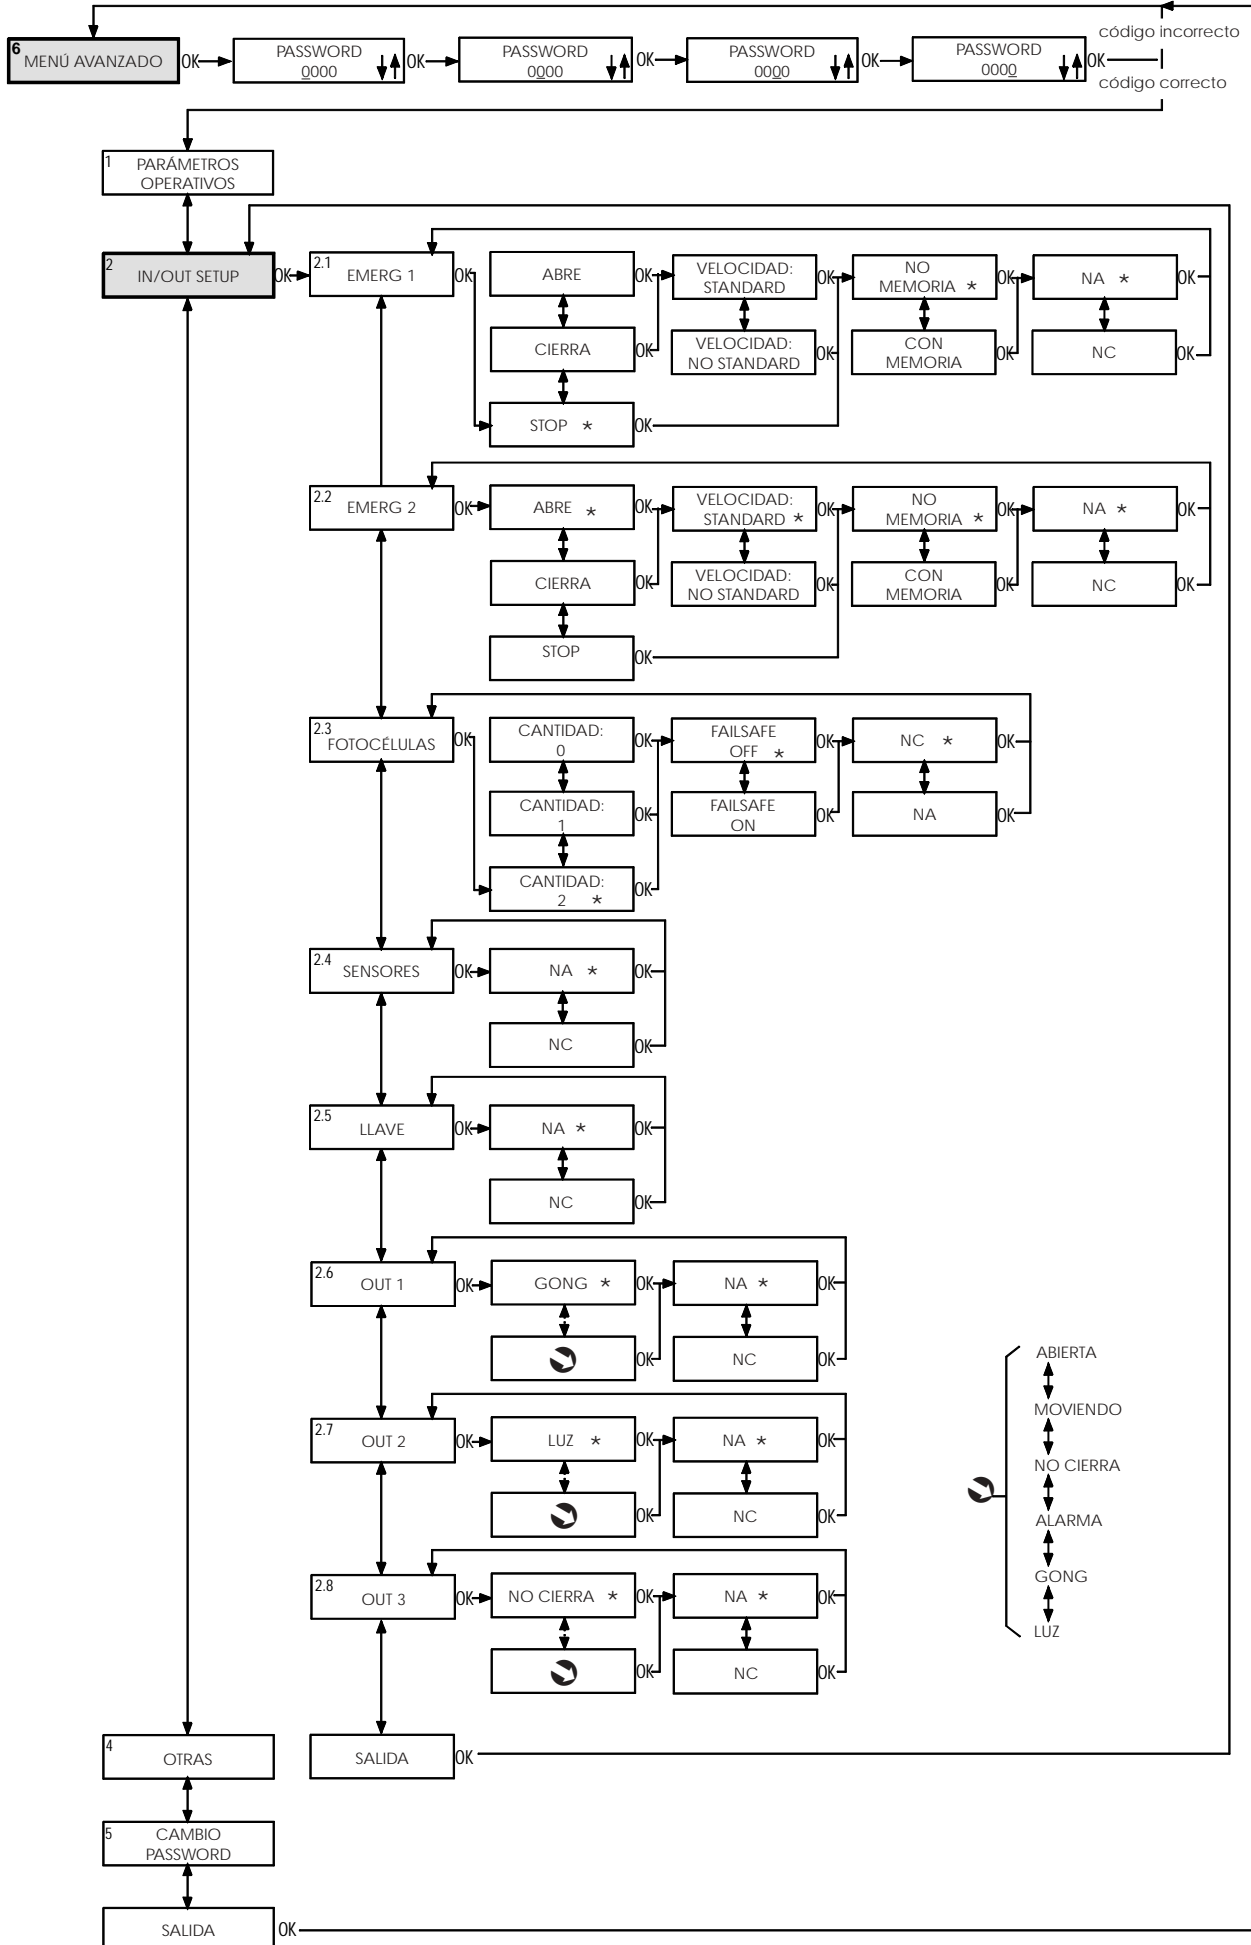 código incorrecto
6
MENÚ AVANZADO
OK
PASSWORD
0000
OK
PASSWORD
0000
OK
PASSWORD
0000
OK
PASSWORD
0000
OK
código correcto
1
PARÁMETROS
OPERATIVOS
2
IN/OUT SETUP
OK
2.1
EMERG 1
OK
ABRE
OK
VELOCIDAD:
STANDARD
OK
NO
MEMORIA *
OK
NA *
OK
CIERRA
OK
VELOCIDAD:
NO STANDARD
OK
CON
MEMORIA
OK
NC
OK
STOP *
OK
2.2
EMERG 2
OK
ABRE *
OK
VELOCIDAD:
STANDARD *
OK
NO
MEMORIA *
OK
NA *
OK
CIERRA
OK
VELOCIDAD:
NO STANDARD
OK
CON
MEMORIA
OK
NC
OK
STOP
OK
2.3
FOTOCÉLULAS
OK
CANTIDAD:
0
OK
FAILSAFE
OFF *
OK
NC *
OK
CANTIDAD:
1
OK
FAILSAFE
ON
OK
NA
OK
CANTIDAD:
2 *
OK
2.4
SENSORES
OK
NA *
OK
NC
OK
2.5
LLAVE
OK
NA *
OK
NC
OK
2.6
OUT 1
OK
GONG *
OK
NA *
OK
OK
NC
OK
2.7
OUT 2
OK
LUZ *
OK
NA *
OK
OK
NC
OK
2.8
OUT 3
OK
NO CIERRA *
OK
NA *
OK
OK
NC
OK
ABIERTA
MOVIENDO
NO CIERRA
ALARMA
GONG
LUZ
SALIDA
OK
4
OTRAS
5
CAMBIO
PASSWORD
SALIDA
OK